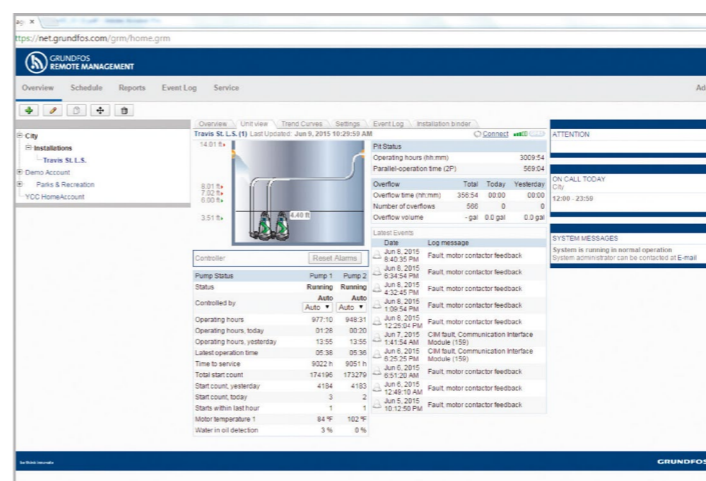 ttps://net.grundfos.com/grm/home.grm
GRUNDFOS
REMOTE MANAGEMENT
Overview Schedule Reports Event Log Service Ad
City
Installations
Travis St. L.S.
Demo Account
Parks & Recreation
YCC HomeAccount
Overview Unit view Trend Curves Settings Event Log Installation binder
Travis St. L.S. (1) Last Updated: Jun 9, 2015 10:29:50 AM
Connect
14.01 ft
8.01 ft
7.02 ft
6.00 ft
3.51 ft
4.40 ft
Controller Reset Alarms
Pump Status Pump 1 Pump 2
Status Running Running
Controlled by Auto Auto
Auto Auto
Operating hours 977:10 948:31
Operating hours, today 01:26 00:20
Operating hours, yesterday 13:55 13:55
Latest operation time 05:38 05:36
Time to service 9022 h 9051 h
Total start count 174196 173279
Start count, yesterday 4184 4183
Start count, today 3 2
Starts within last hour 1 1
Motor temperature 1 84 °F 102 °F
Water in oil detection 3 % 0 %
Pit Status
Operating hours (hh:mm) 3009:54
Parallel-operation time (2P) 569:04
Overflow Total Today Yesterday
Overflow time (hh:mm) 356:54 00:00 00:00
Number of overflows 566 0 0
Overflow volume --gal 0.0 gal 0.0 gal
Latest Events
Date Log message
Jun 8, 2015
8:40:35 PM Fault, motor contactor feedback
Jun 8, 2015
6:34:54 PM Fault, motor contactor feedback
Jun 8, 2015
4:32:45 PM Fault, motor contactor feedback
Jun 8, 2015
1:09:54 PM Fault, motor contactor feedback
Jun 8, 2015
12:25:04 PM Fault, motor contactor feedback
Jun 7, 2015
1:41:54 AM CIM fault, Communication Interface
Module (159)
Jun 6, 2015
6:25:25 PM CIM fault, Communication Interface
Module (159)
Jun 6, 2015
6:51:20 AM Fault, motor contactor feedback
Jun 6, 2015
12:49:10 AM Fault, motor contactor feedback
Jun 5, 2015
10:12:50 PM Fault, motor contactor feedback
ATTENTION
ON CALL TODAY
City
12:00 - 23:59
SYSTEM MESSAGES
System is running in normal operation
System administrator can be contacted at E-mail
GRUNDFOS